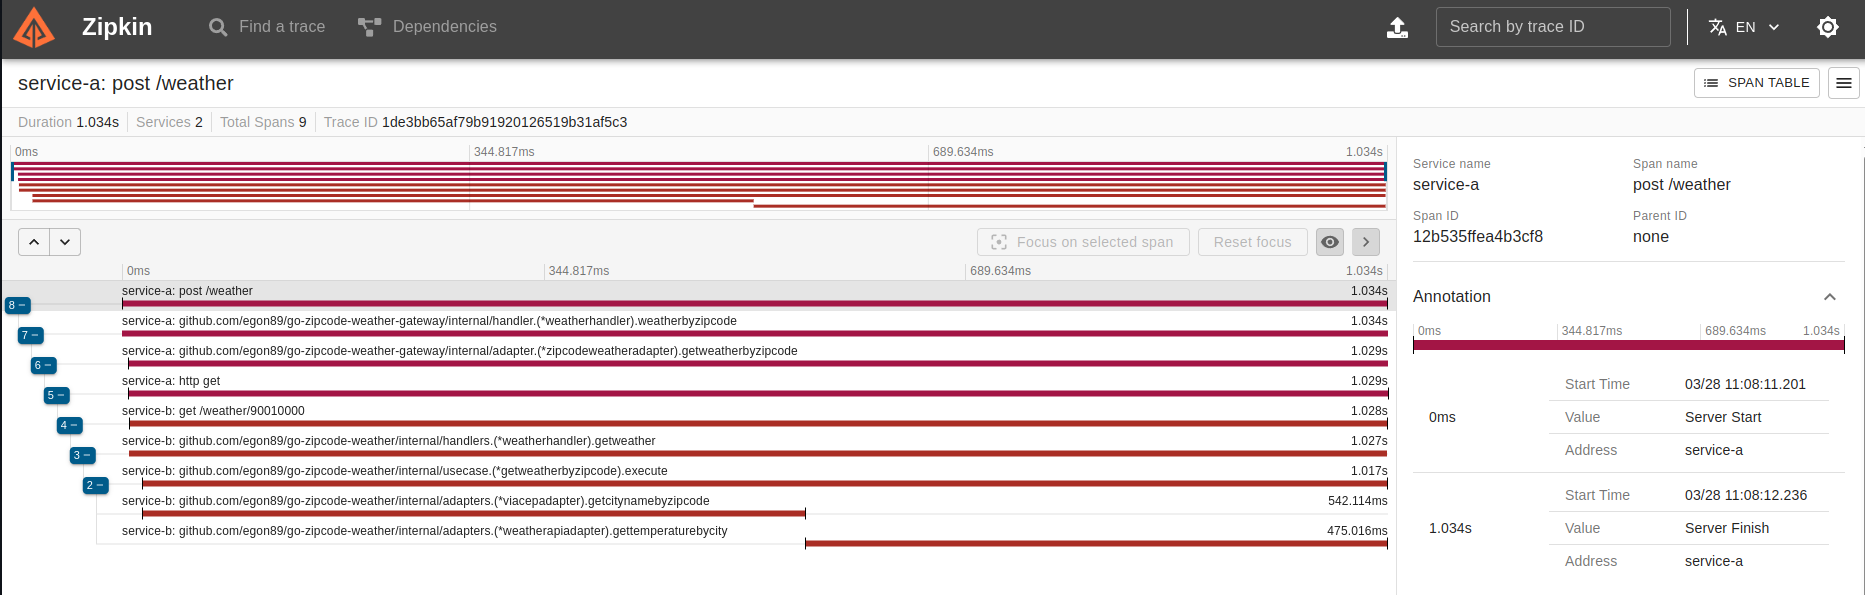 Zipkin
Find a trace
Dependencies
Search by trace ID
EN
service-a: post /weather
SPAN TABLE
Duration 1.034s Services 2 Total Spans 9 Trace ID 1de3bb65af79b91920126519b31af5c3
0ms 344.817ms 689.634ms 1.034s
Focus on selected span
Reset focus
0ms 344.817ms 689.634ms 1.034s
service-a: post /weather 1.034s
8 −
service-a: github.com/egon89/go-zipcode-weather-gateway/internal/handler.(*weatherhandler).weatherbyzipcode 1.034s
7 −
service-a: github.com/egon89/go-zipcode-weather-gateway/internal/adapter.(*zipcodeweatheradapter).getweatherbyzipcode 1.029s
6 −
service-a: http get 1.029s
5 −
service-b: get /weather/90010000 1.028s
4 −
service-b: github.com/egon89/go-zipcode-weather/internal/handlers.(*weatherhandler).getweather 1.027s
3 −
service-b: github.com/egon89/go-zipcode-weather/internal/usecase.(*getweatherbyzipcode).execute 1.017s
2 −
service-b: github.com/egon89/go-zipcode-weather/internal/adapters.(*viacepadapter).getcitynamebyzipcode 542.114ms
service-b: github.com/egon89/go-zipcode-weather/internal/adapters.(*weatherapiadapter).gettemperaturebycity 475.016ms
Service name Span name
service-a post /weather
Span ID Parent ID
12b535ffea4b3cf8 none
Annotation
0ms 344.817ms 689.634ms 1.034s
Start Time 03/28 11:08:11.201
0ms Value Server Start
Address service-a
Start Time 03/28 11:08:12.236
1.034s Value Server Finish
Address service-a